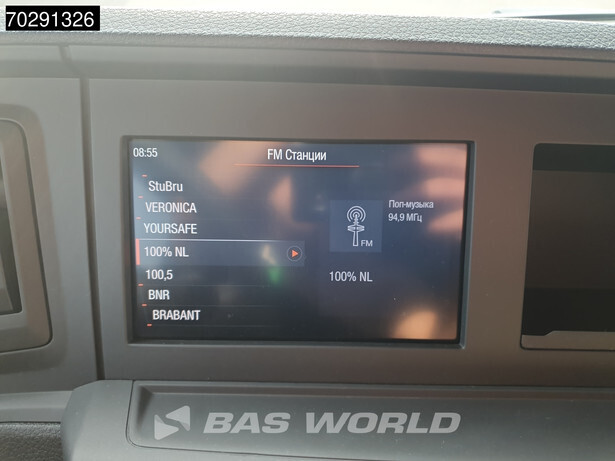 70291326
08:55
FM Станции
StuBru
VERONICA
YOURSAFE
100% NL
100,5
BNR
BRABANT
Поп-музыка
94,9 МГц
FM
100% NL
BAS WORLD